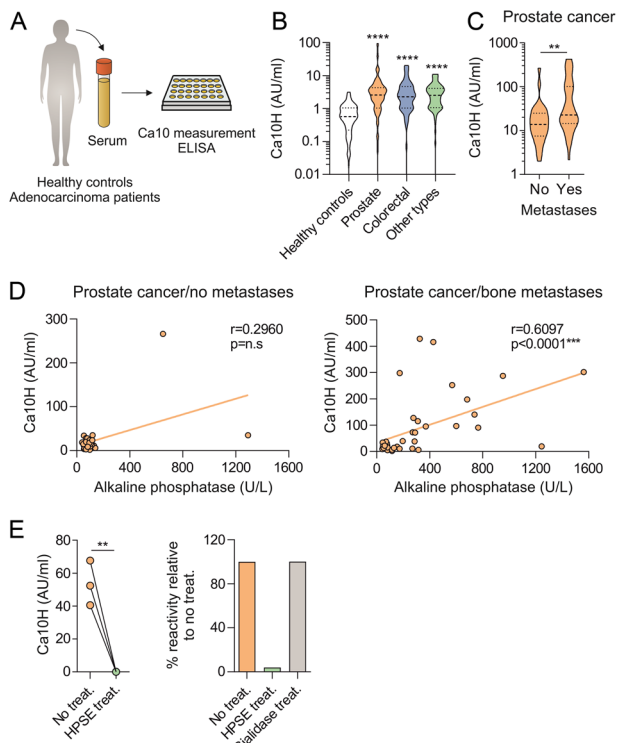 A
Serum
Ca10 measurement
ELISA
Healthy controls
Adenocarcinoma patients
B
Ca10H (AU/ml)
100
10
1
0.1
0.01
****
****
****
Healthy controls
Prostate
Colorectal
Other types
C
Prostate cancer
Ca10H (AU/ml)
1000
100
10
1
**
No Yes
Metastases
D
Prostate cancer/no metastases
Ca10H (AU/ml)
300
200
100
0
r=0.2960
p=n.s
0 400 800 1200 1600
Alkaline phosphatase (U/L)
Prostate cancer/bone metastases
500
400
300
200
100
0
r=0.6097
p<0.0001***
0 400 800 1200 1600
Ca10H (AU/ml)
Alkaline phosphatase (U/L)
E
Ca10H (AU/ml)
80
60
40
20
0
**
No treat.
HPSE treat.
% reactivity relative
to no treat.
120
80
40
0
No treat.
HPSE treat.
treat.